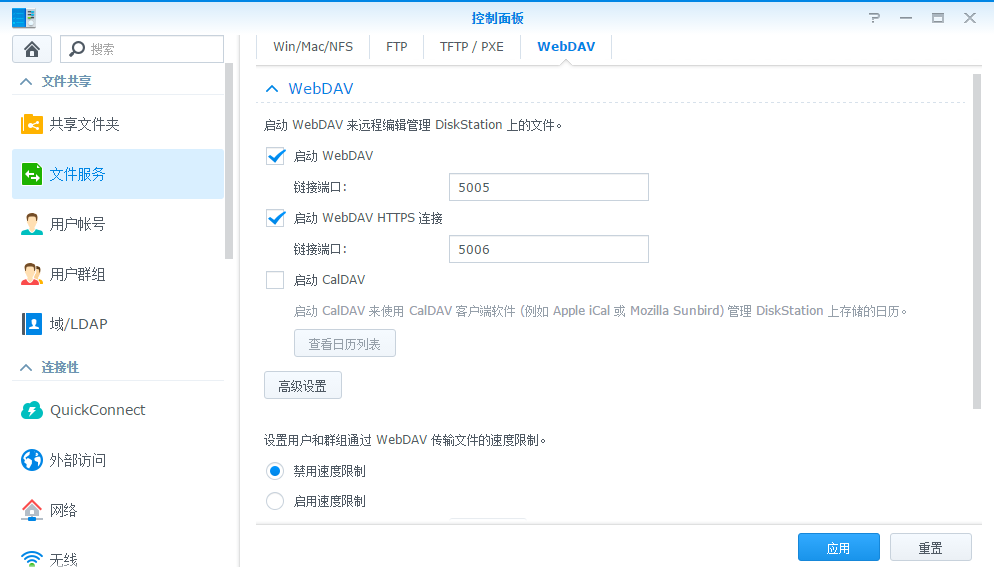 控制面板
搜索
文件共享
共享文件夹
文件服务
用户帐号
用户群组
域/LDAP
连接性
QuickConnect
外部访问
网络
无线
Win/Mac/NFS FTP TFTP / PXE WebDAV
WebDAV
启动 WebDAV 来远程编辑管理 DiskStation 上的文件。
启动 WebDAV
链接端口: 5005
启动 WebDAV HTTPS 连接
链接端口: 5006
启动 CalDAV
启动 CalDAV 来使用 CalDAV 客户端软件 (例如 Apple iCal 或 Mozilla Sunbird) 管理 DiskStation 上存储的日历。
查看日历列表
高级设置
设置用户和群组通过 WebDAV 传输文件的速度限制。
禁用速度限制
启用速度限制
应用 重置